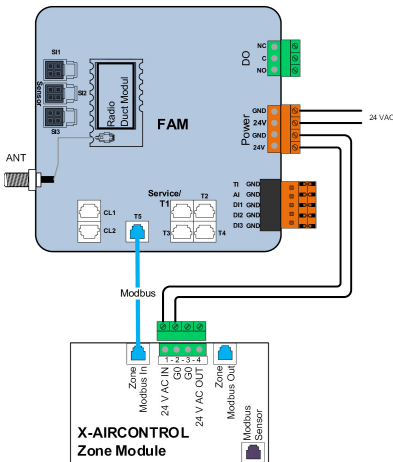 SI1
SI2
SI3
Sensor
Radio
Duct Modul
FAM
ANT
NC
C
NO
DO
GND
24V
GND
24V
Power
24 VAC
Service/
T1
T2
T3
T4
T5
CL1
CL2
TI GND
AI GND
DI1 GND
DI2 GND
DI3 GND
Modbus
1 - 2 - 3 - 4
Zone
Modbus In
24 V AC IN
G0
G0
24 V AC OUT
Zone
Modbus Out
X-AIRCONTROL
Zone Module
Modbus
Sensor